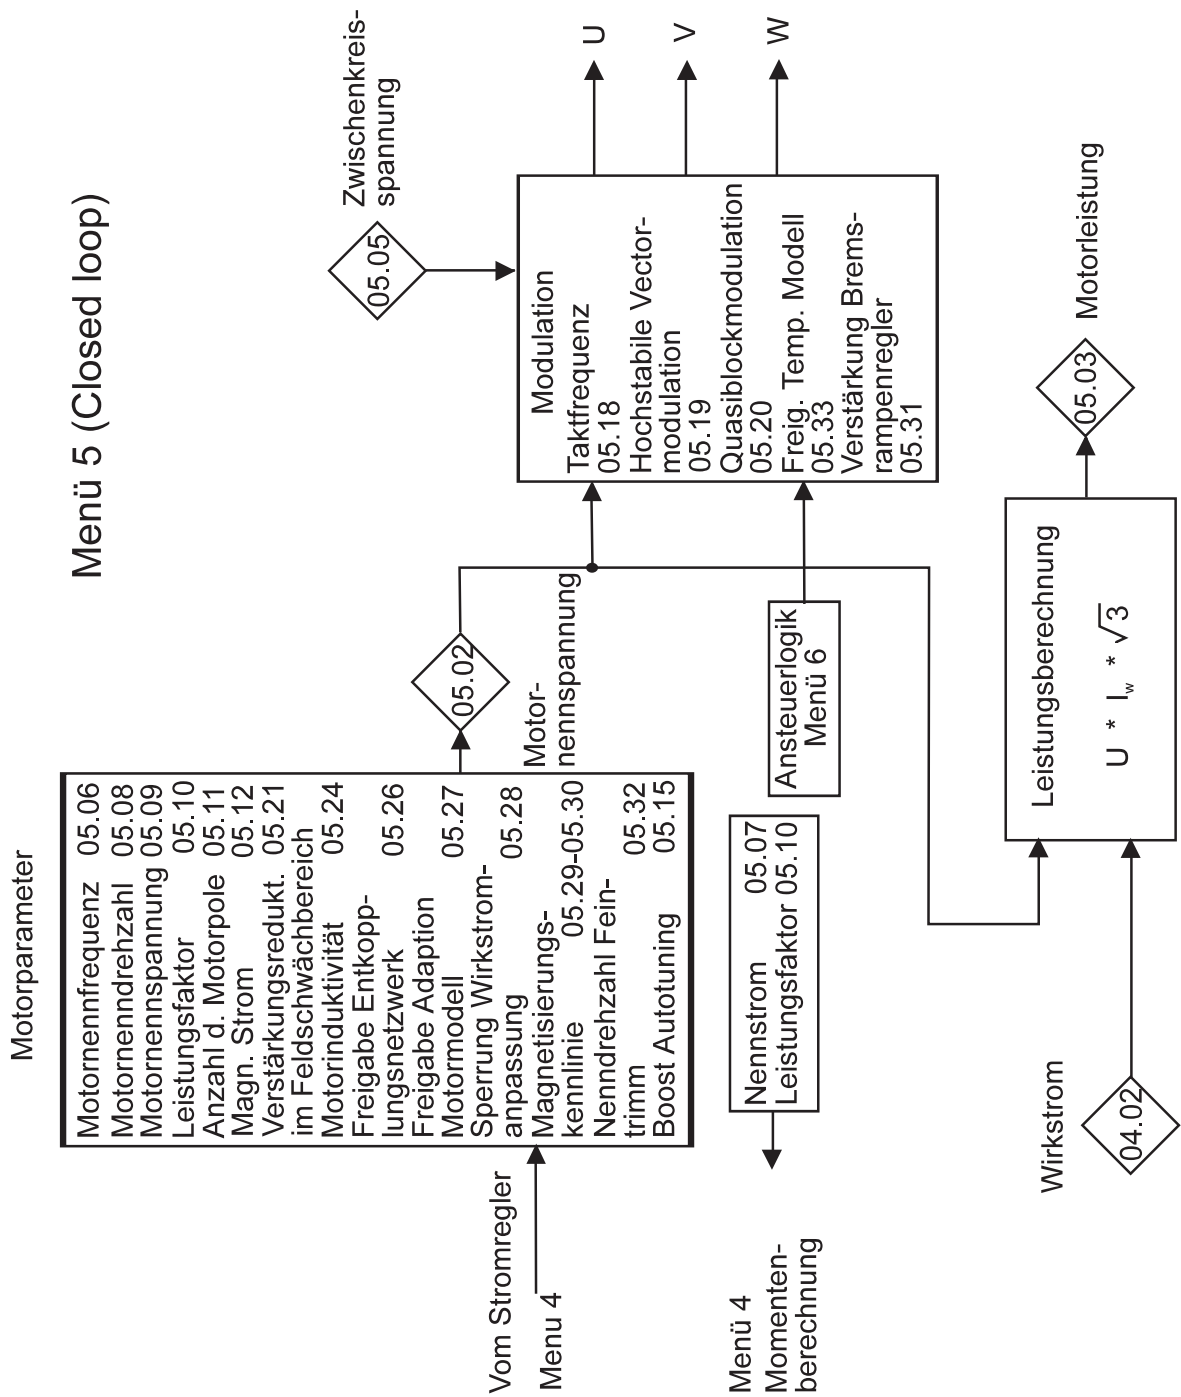 Menü 5 (Closed loop)
Motorparameter
Motornennfrequenz 05.06
Motornenndrehzahl 05.08
Motornennspannung 05.09
Leistungsfaktor 05.10
Anzahl d. Motorpole 05.11
Magn. Strom 05.12
Verstärkungsredukt. 05.21
im Feldschwächbereich
Motorinduktivität 05.24
Freigabe Entkopp-
lungsnetzwerk 05.26
Freigabe Adaption
Motormodell 05.27
Sperrung Wirkstrom-
anpassung 05.28
Magnetisierungs-
kennlinie 05.29-05.30
Nenndrehzahl Fein-
trimm 05.32
Boost Autotuning 05.15
Vom Stromregler
Menu 4
05.02
Motor-
nennspannung
Zwischenkreis-
spannung
05.05
Modulation
Taktfrequenz
05.18
Hochstabile Vector-
modulation
05.19
Quasiblockmodulation
05.20
Freig. Temp. Modell
05.33
Verstärkung Brems-
rampenregler
05.31
U
V
W
Ansteuerlogik
Menü 6
Nennstrom 05.07
Leistungsfaktor 05.10
Menü 4
Momenten-
berechnung
Wirkstrom
04.02
Leistungsberechnung
U * Iw * √3
05.03
Motorleistung